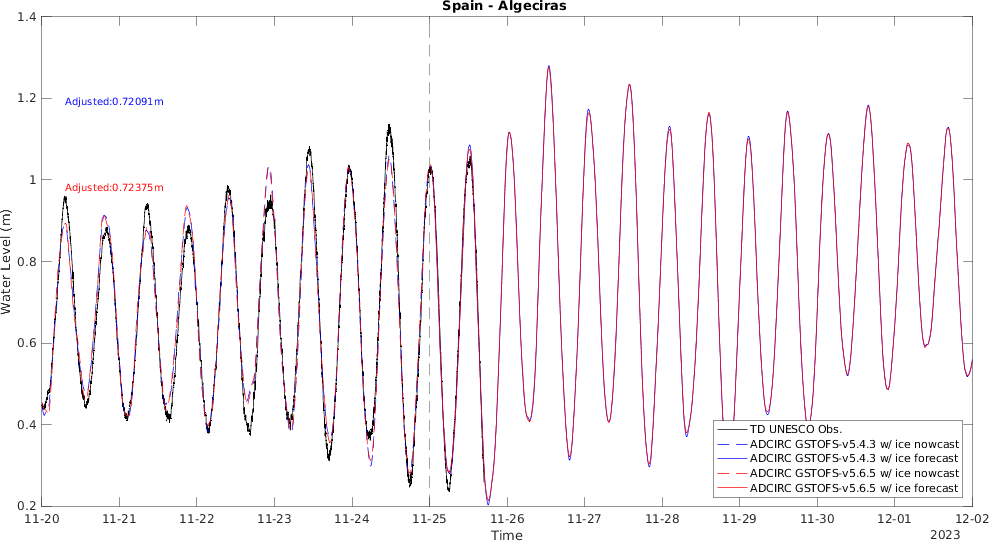 Spain - Algeciras
1.4
1.2
1
0.8
0.6
0.4
0.2
Water Level (m)
Adjusted:0.72091m
Adjusted:0.72375m
TD UNESCO Obs.
ADCIRC GSTOFS-v5.4.3 w/ ice nowcast
ADCIRC GSTOFS-v5.4.3 w/ ice forecast
ADCIRC GSTOFS-v5.6.5 w/ ice nowcast
ADCIRC GSTOFS-v5.6.5 w/ ice forecast
11-20 11-21 11-22 11-23 11-24 11-25 11-26 11-27 11-28 11-29 11-30 12-01 12-02
Time
2023